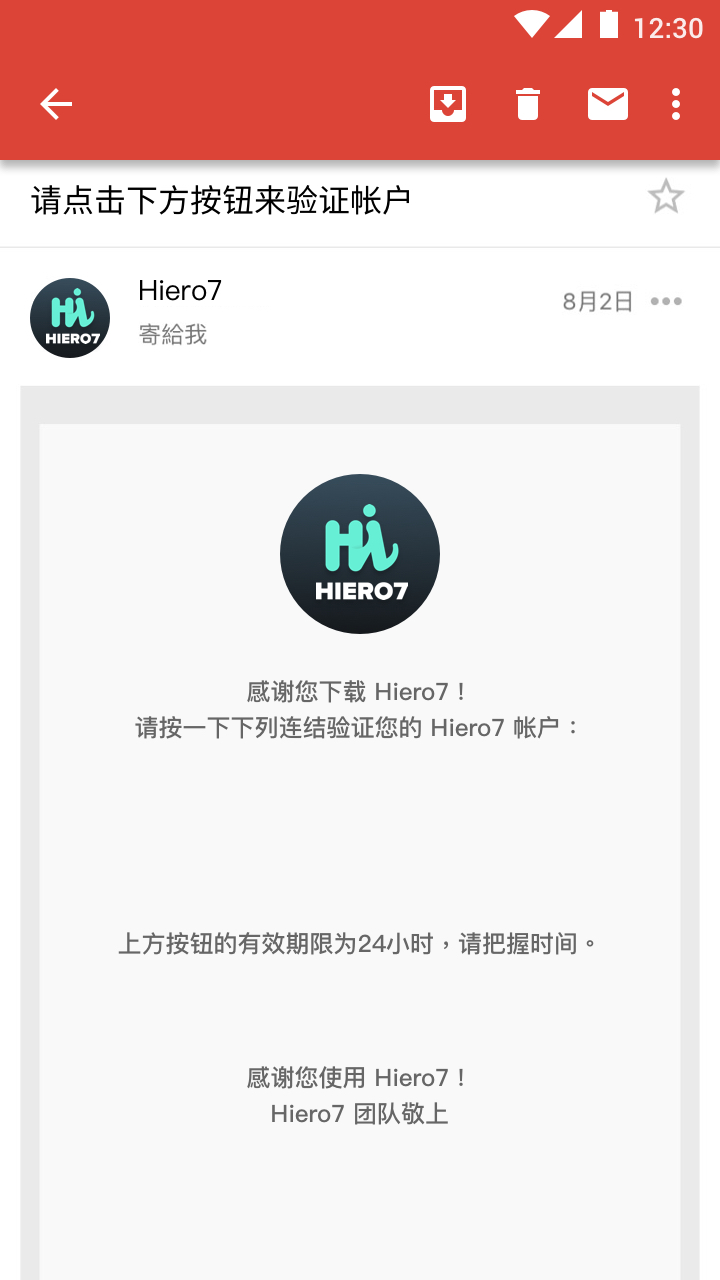 12:30
请点击下方按钮来验证帐户
Hiero7
8月2日
寄給我
Hi
HIERO7
Hi
HIERO7
感谢您下载 Hiero7！
请按一下下列连结验证您的 Hiero7 帐户：
上方按钮的有效期限为24小时，请把握时间。
感谢您使用 Hiero7！
Hiero7 团队敬上